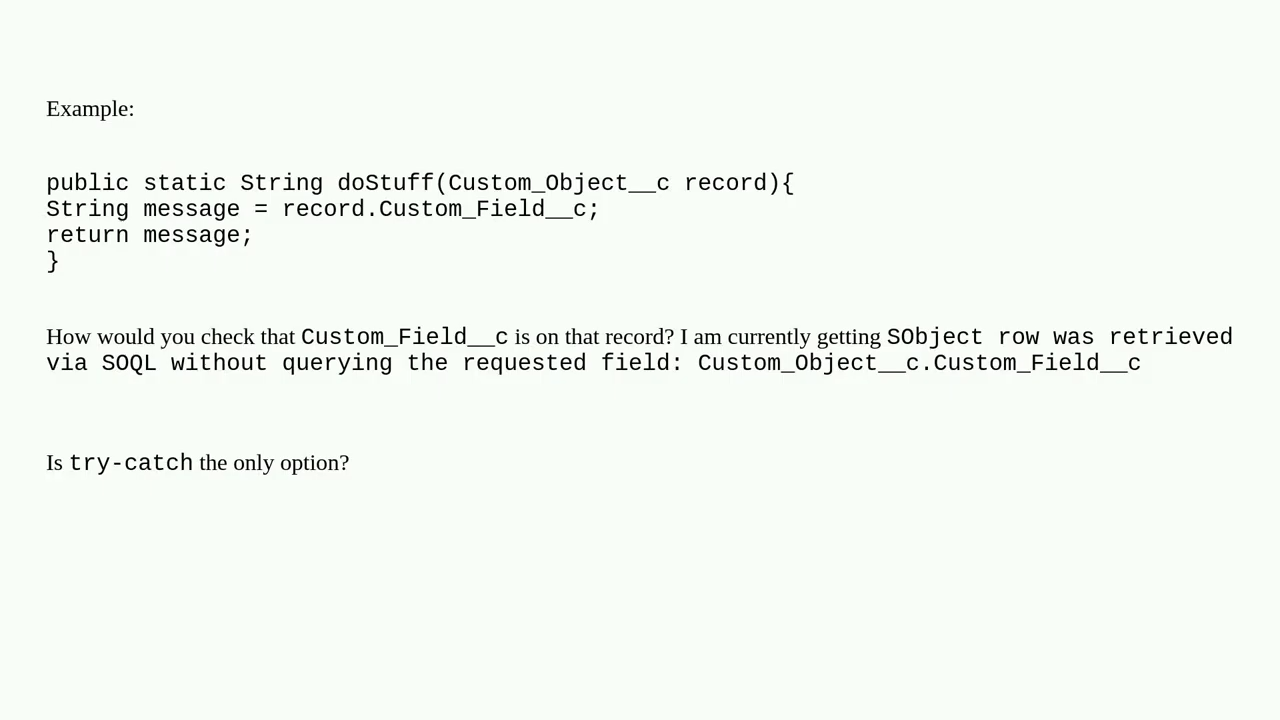 Example:
public static String doStuff(Custom_Object__c record){
String message = record.Custom_Field__c;
return message;
}
How would you check that Custom_Field__c is on that record? I am currently getting SObject row was retrieved
via SOQL without querying the requested field: Custom_Object__c.Custom_Field__c
Is try-catch the only option?